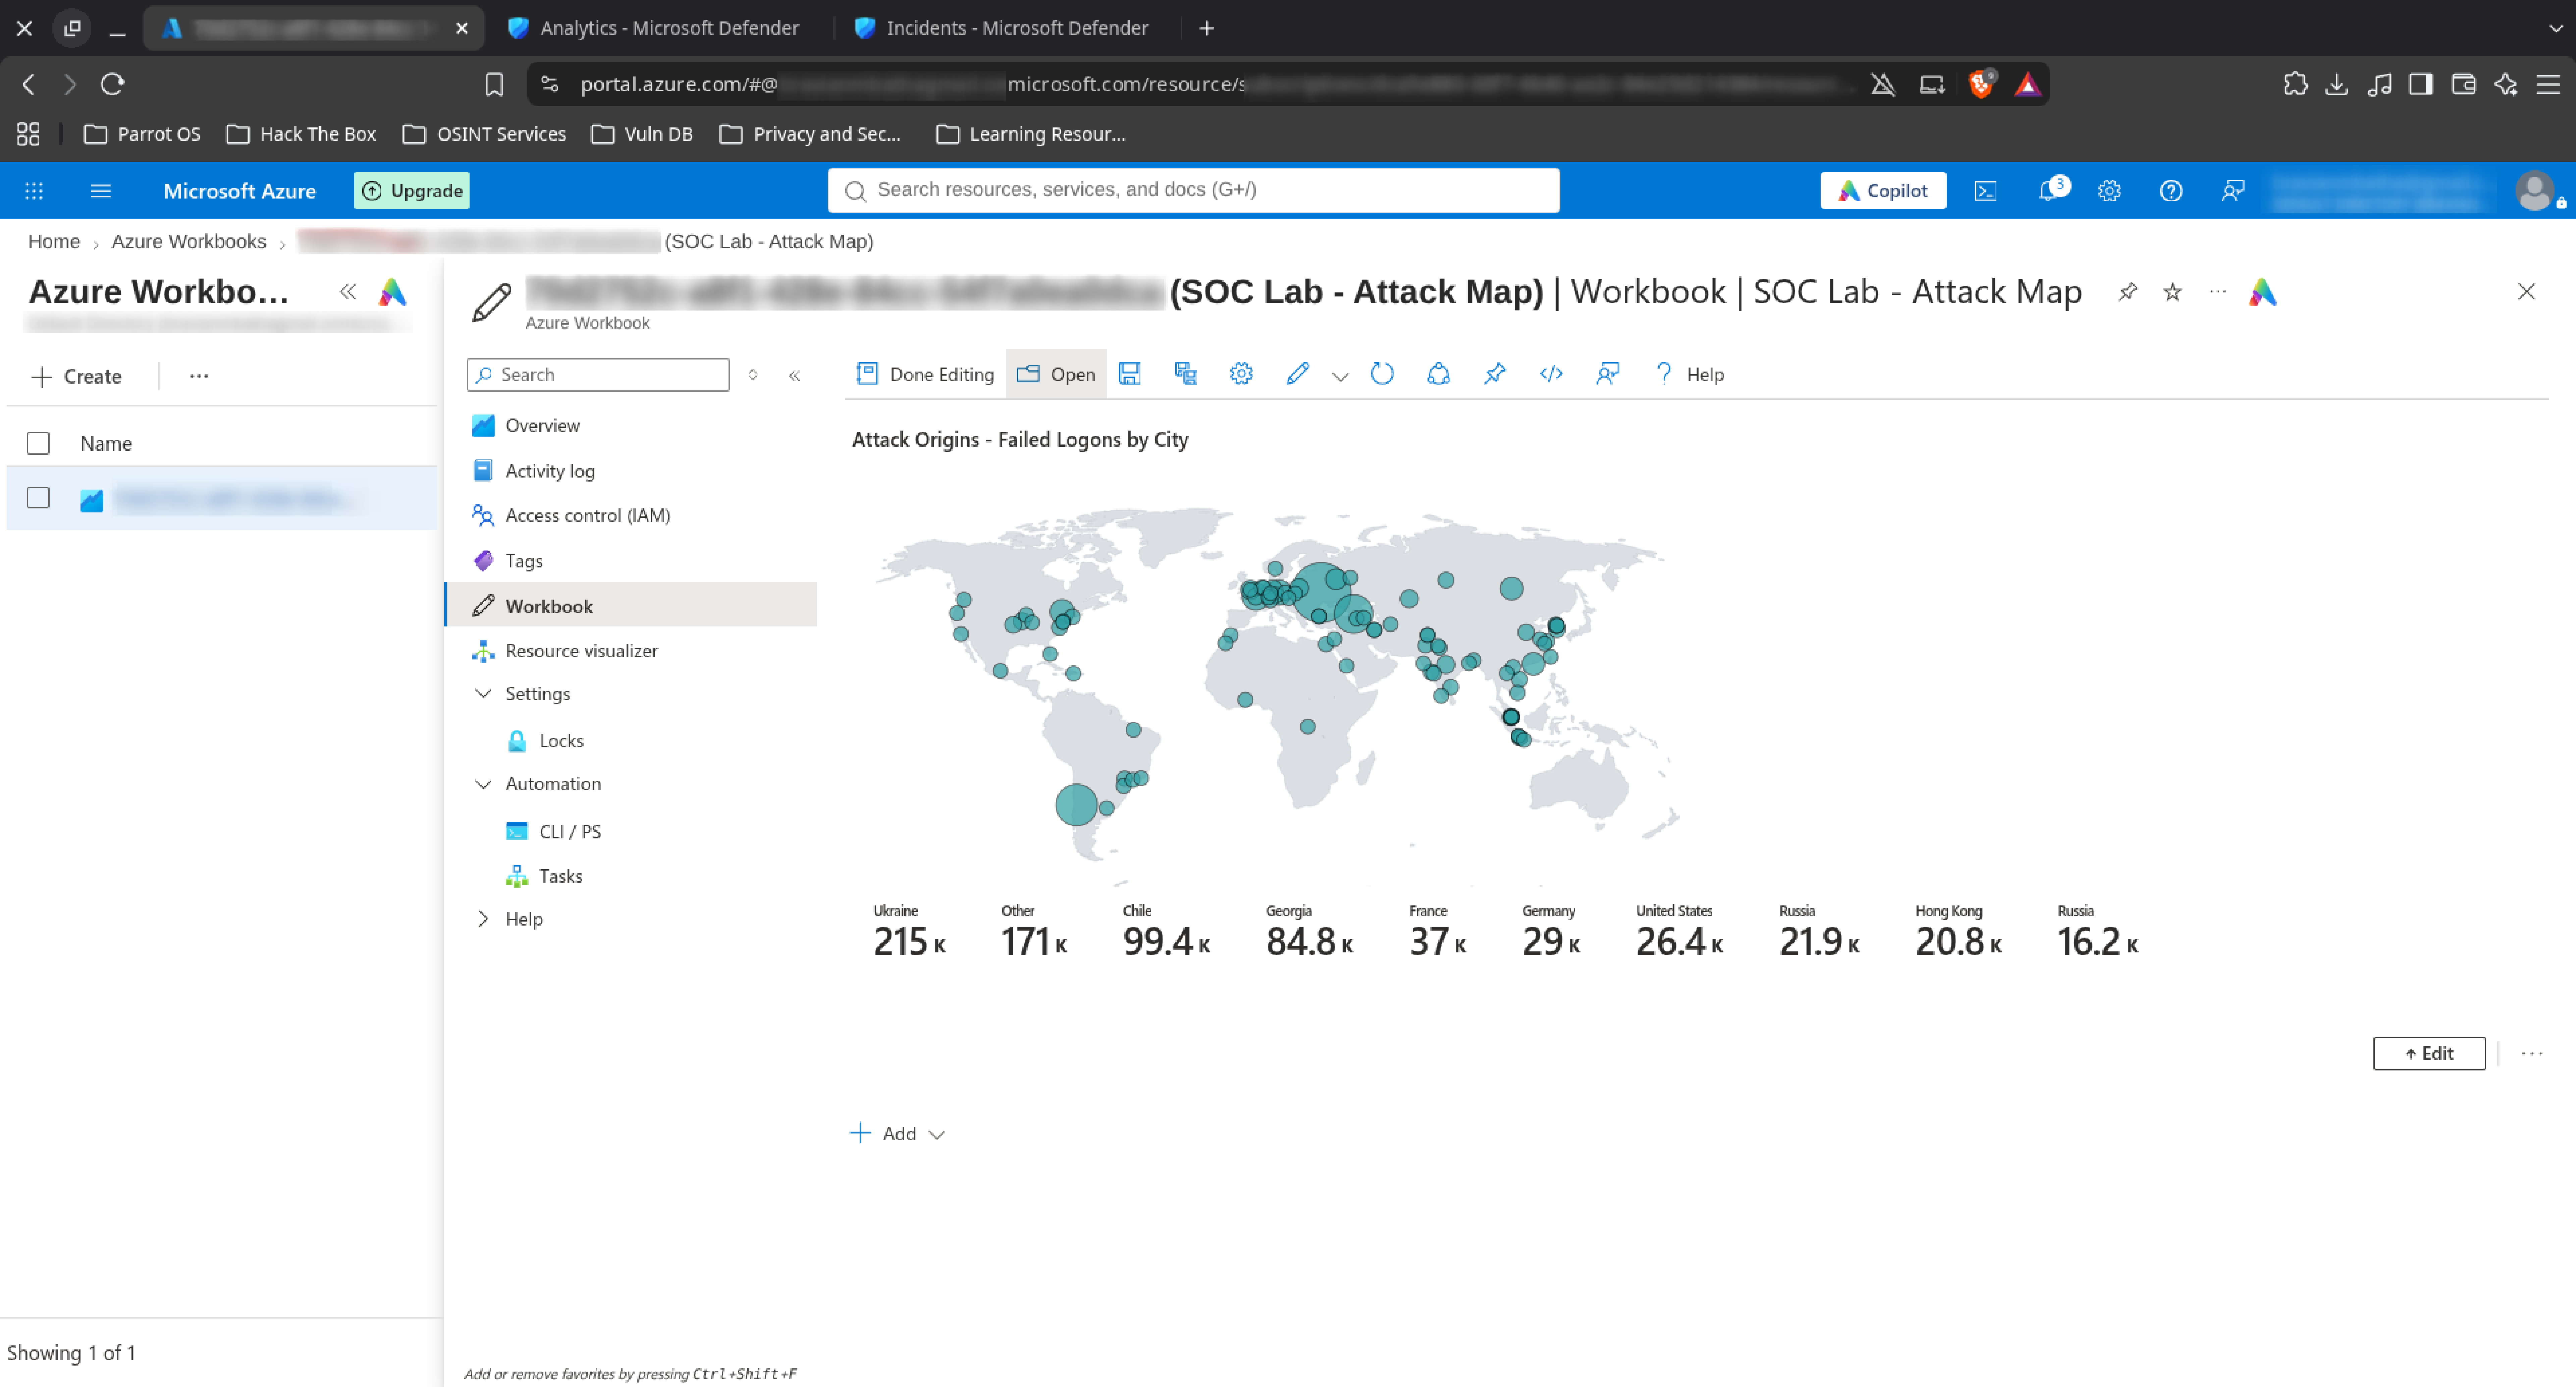 Analytics - Microsoft Defender
Incidents - Microsoft Defender
portal.azure.com/#@
microsoft.com/resource/s
9
Parrot OS
Hack The Box
OSINT Services
Vuln DB
Privacy and Sec...
Learning Resour...
Microsoft Azure
Upgrade
Search resources, services, and docs (G+/)
Copilot
3
Home
Azure Workbooks
(SOC Lab - Attack Map)
Azure Workbo...
(SOC Lab - Attack Map) | Workbook | SOC Lab - Attack Map
Azure Workbook
Create
Name
Showing 1 of 1
Search
Overview
Activity log
Access control (IAM)
Tags
Workbook
Resource visualizer
Settings
Locks
Automation
CLI / PS
Tasks
Help
Add or remove favorites by pressing Ctrl+Shift+F
Done Editing
Open
Help
Attack Origins - Failed Logons by City
Ukraine
215 K
Other
171 K
Chile
99.4 K
Georgia
84.8 K
France
37 K
Germany
29 K
United States
26.4 K
Russia
21.9 K
Hong Kong
20.8 K
Russia
16.2 K
↑ Edit
Add